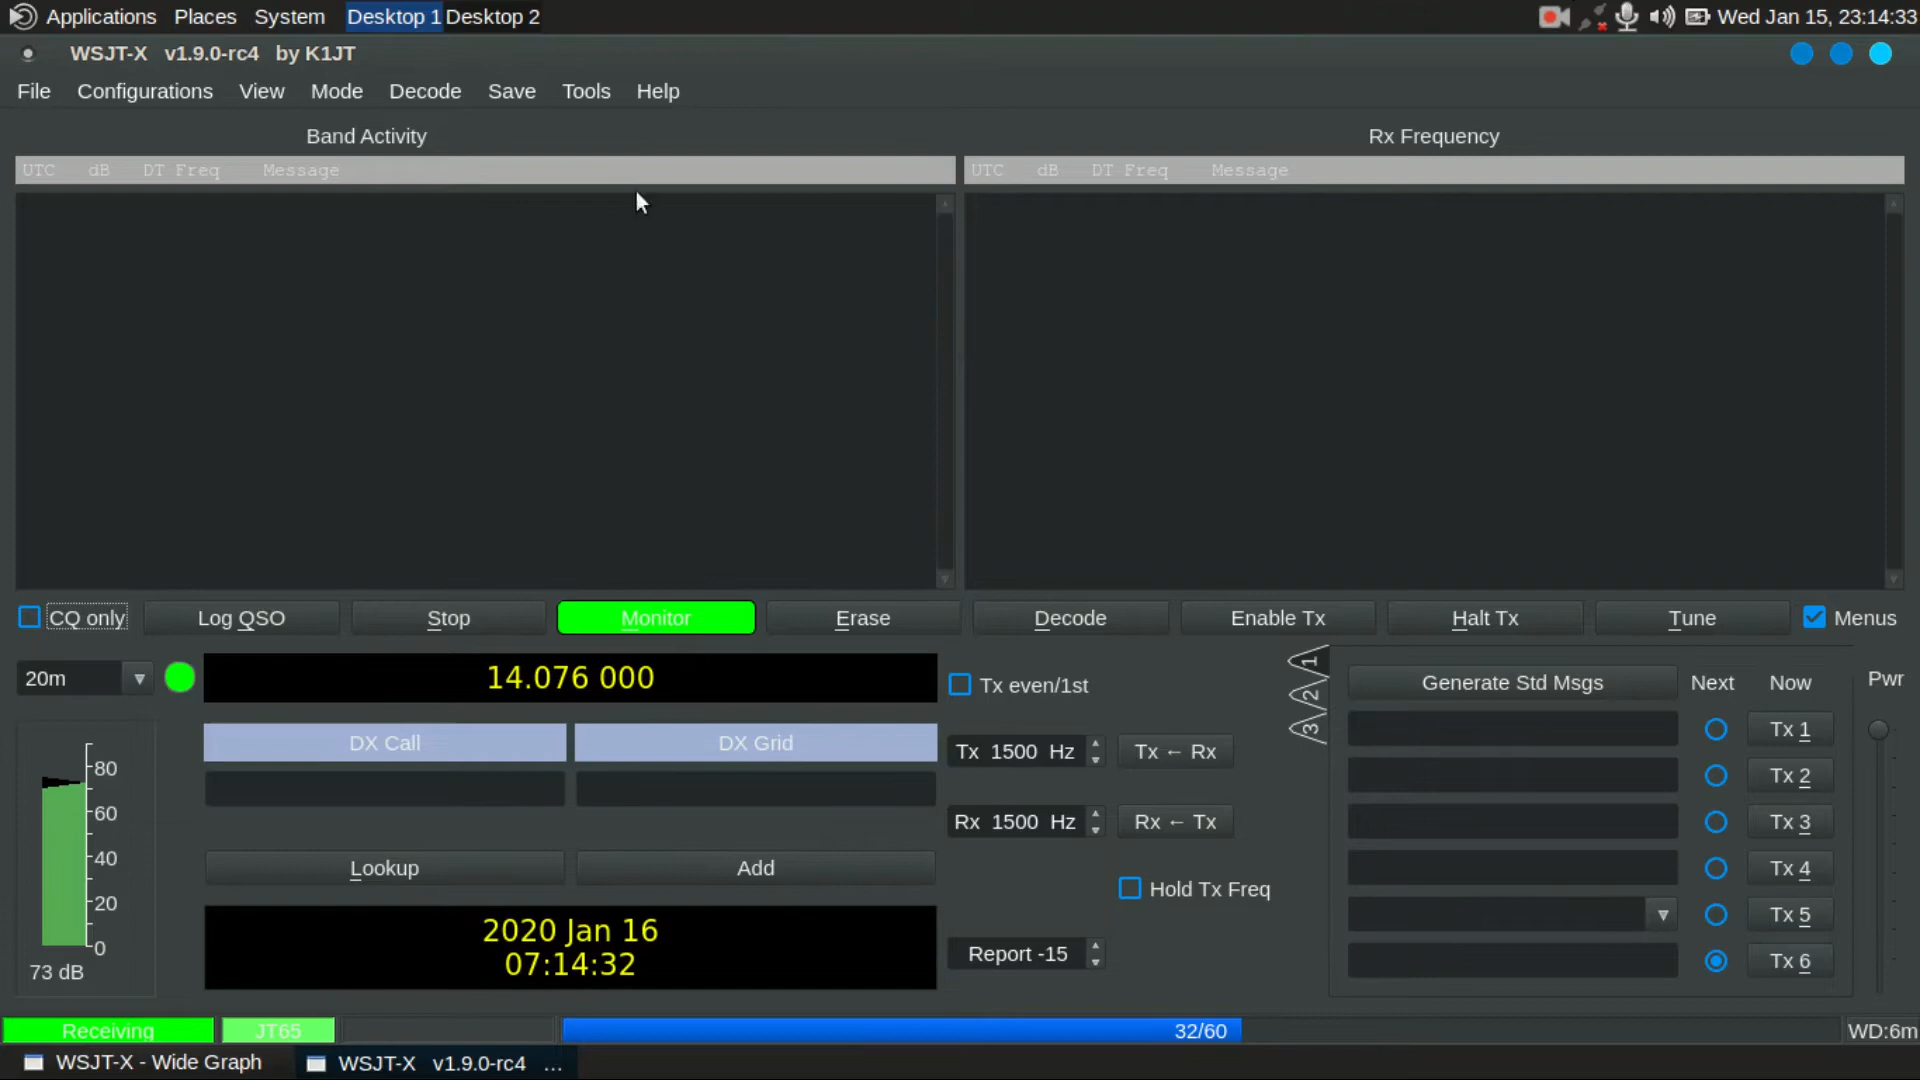 Applications Places System Desktop 1 Desktop 2 Wed Jan 15, 23:14:33
WSJT-X v1.9.0-rc4 by K1JT
File Configurations View Mode Decode Save Tools Help
Band Activity Rx Frequency
UTC dB DT Freq Message UTC dB DT Freq Message
CQ only Log QSO Stop Monitor Erase Decode Enable Tx Halt Tx Tune Menus
20m 14.076 000 Tx even/1st
1
2
3
Generate Std Msgs Next Now Pwr
DX Call DX Grid
Tx 1500 Hz Tx ← Rx
Rx 1500 Hz Rx ← Tx
Tx 1
Tx 2
Tx 3
Tx 4
Tx 5
Tx 6
80
60
40
20
0
73 dB
Lookup Add
Hold Tx Freq
2020 Jan 16
07:14:32
Report -15
Receiving JT65 32/60 WD:6m
WSJT-X - Wide Graph WSJT-X v1.9.0-rc4 ...